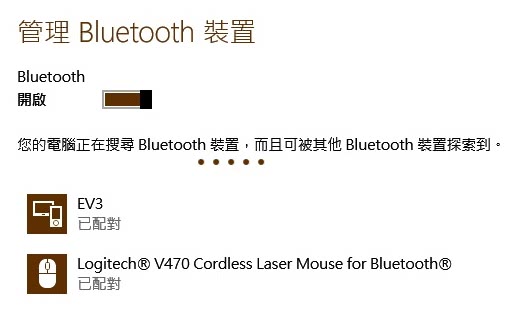 管理 Bluetooth 裝置
Bluetooth
開啟
您的電腦正在搜尋 Bluetooth 裝置，而且可被其他 Bluetooth 裝置探索到。
EV3
已配對
Logitech® V470 Cordless Laser Mouse for Bluetooth®
已配對